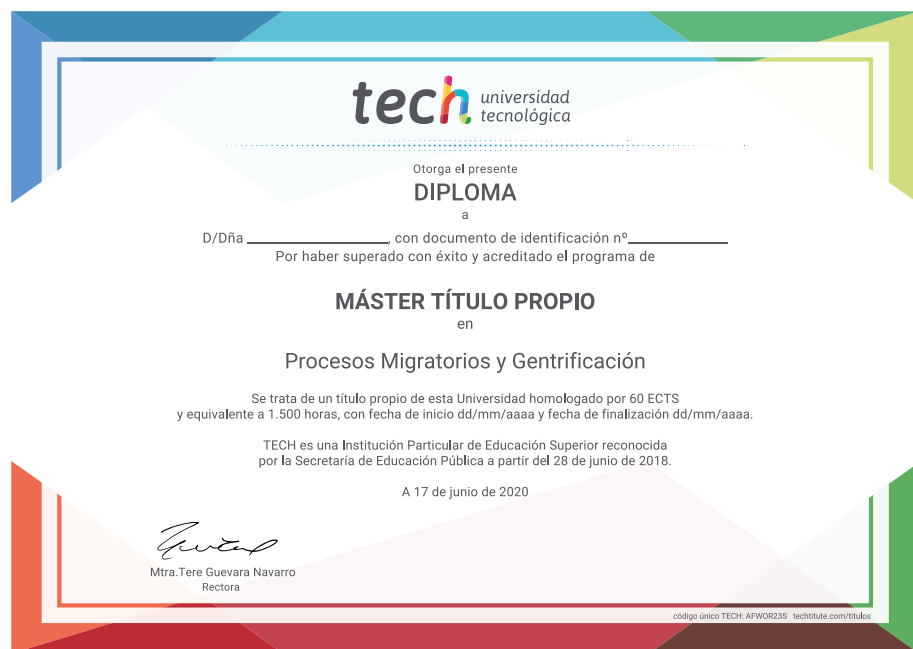 tech universidad
tecnológica
Otorga el presente
DIPLOMA
a
D/Dña ____________________, con documento de identificación nº______________
Por haber superado con éxito y acreditado el programa de
MÁSTER TÍTULO PROPIO
en
Procesos Migratorios y Gentrificación
Se trata de un título propio de esta Universidad homologado por 60 ECTS
y equivalente a 1.500 horas, con fecha de inicio dd/mm/aaaa y fecha de finalización dd/mm/aaaa.
TECH es una Institución Particular de Educación Superior reconocida
por la Secretaría de Educación Pública a partir del 28 de junio de 2018.
A 17 de junio de 2020
Mtra.Tere Guevara Navarro
Rectora
código único TECH: AFWOR23S techtitute.com/titulos